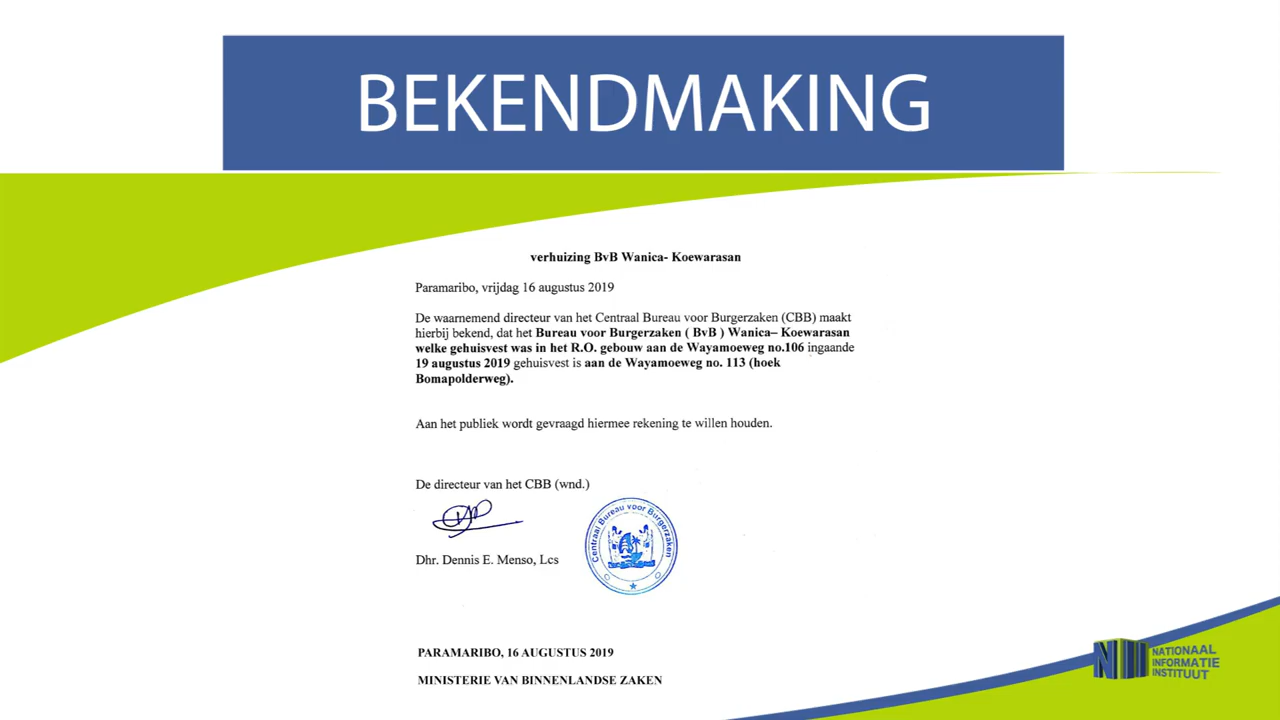 BEKENDMAKING
verhuizing BvB Wanica- Koewarasan
Paramaribo, vrijdag 16 augustus 2019
De waarnemend directeur van het Centraal Bureau voor Burgerzaken (CBB) maakt
hierbij bekend, dat het Bureau voor Burgerzaken ( BvB ) Wanica– Koewarasan
welke gehuisvest was in het R.O. gebouw aan de Wayamoeweg no.106 ingaande
19 augustus 2019 gehuisvest is aan de Wayamoeweg no. 113 (hoek
Bomapolderweg).
Aan het publiek wordt gevraagd hiermee rekening te willen houden.
De directeur van het CBB (wnd.)
Centraal Bureau voor Burgerzaken
Dhr. Dennis E. Menso, Lcs
PARAMARIBO, 16 AUGUSTUS 2019
MINISTERIE VAN BINNENLANDSE ZAKEN
NII
NATIONAAL
INFORMATIE
INSTITUUT